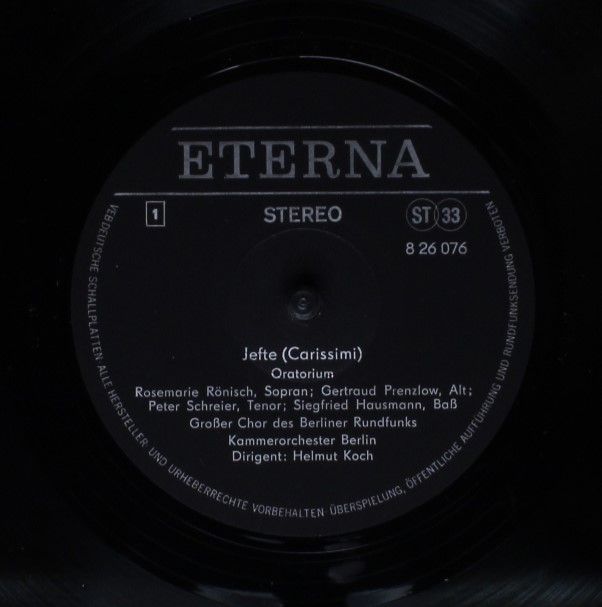 ETERNA
1
STEREO
ST 33
8 26 076
Jefte (Carissimi)
Oratorium
Rosemarie Rönisch, Sopran; Gertraud Prenzlow, Alt;
Peter Schreier, Tenor; Siegfried Hausmann, Baß
Großer Chor des Berliner Rundfunks
Kammerorchester Berlin
Dirigent: Helmut Koch
VEB DEUTSCHE SCHALLPLATTEN ALLE HERSTELLER- UND URHEBERRECHTE VORBEHALTEN ÜBERSPIELUNG, ÖFFENTLICHE AUFFÜHRUNG UND RUNDFUNKSENDUNG VERBOTEN